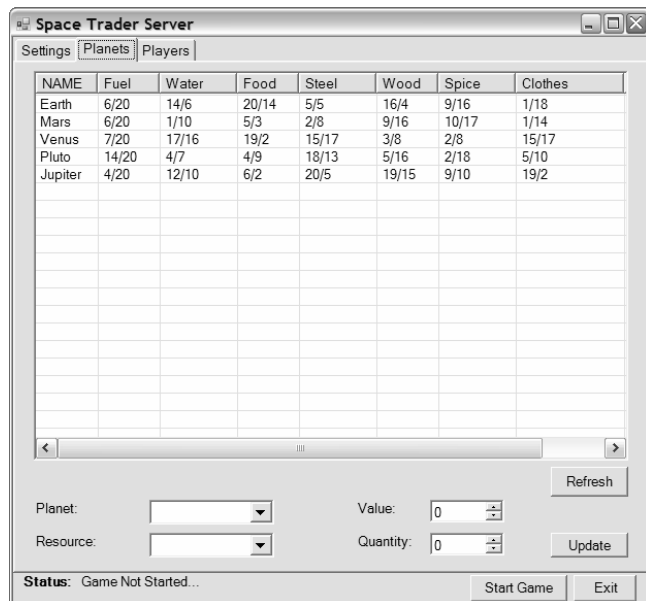 Space Trader Server
Settings Planets Players
NAME Fuel Water Food Steel Wood Spice Clothes
Earth 6/20 14/6 20/14 5/5 16/4 9/16 1/18
Mars 6/20 1/10 5/3 2/8 9/16 10/17 1/14
Venus 7/20 17/16 19/2 15/17 3/8 2/8 15/17
Pluto 14/20 4/7 4/9 18/13 5/16 2/18 5/10
Jupiter 4/20 12/10 6/2 20/5 19/15 9/10 19/2
Refresh
Planet: Value: 0
Resource: Quantity: 0 Update
Status: Game Not Started... Start Game Exit